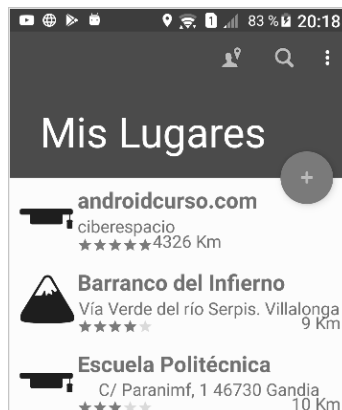 1 83 % 20:18
Mis Lugares
+
androidcurso.com
ciberespacio
4326 Km
Barranco del Infierno
Vía Verde del río Serpis. Villalonga
9 Km
Escuela Politécnica
C/ Paranimf, 1 46730 Gandia
10 Km